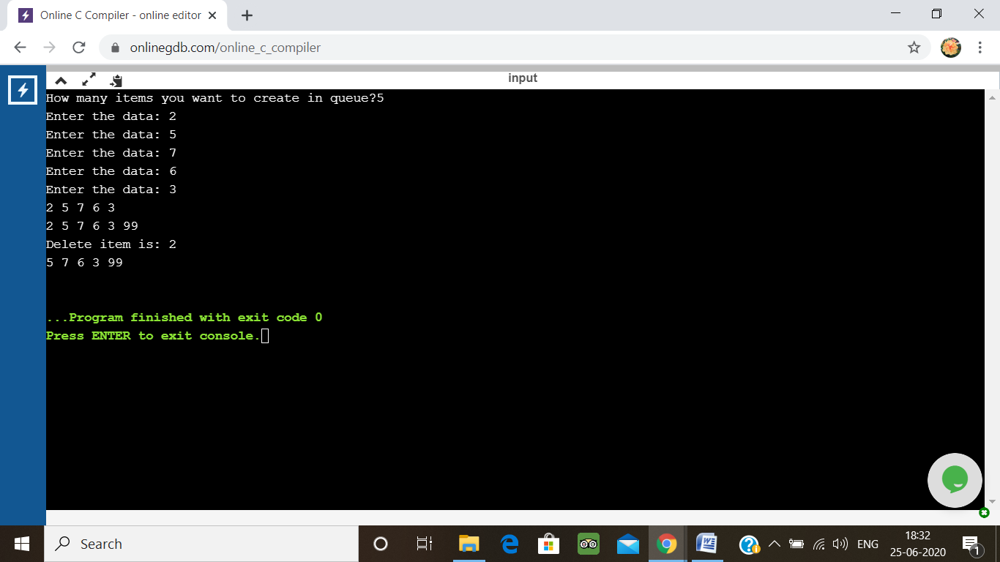 Online C Compiler - online editor
onlinegdb.com/online_c_compiler
input
How many items you want to create in queue?5
Enter the data: 2
Enter the data: 5
Enter the data: 7
Enter the data: 6
Enter the data: 3
2 5 7 6 3
2 5 7 6 3 99
Delete item is: 2
5 7 6 3 99
...Program finished with exit code 0
Press ENTER to exit console.
Search
ENG
18:32
25-06-2020
1